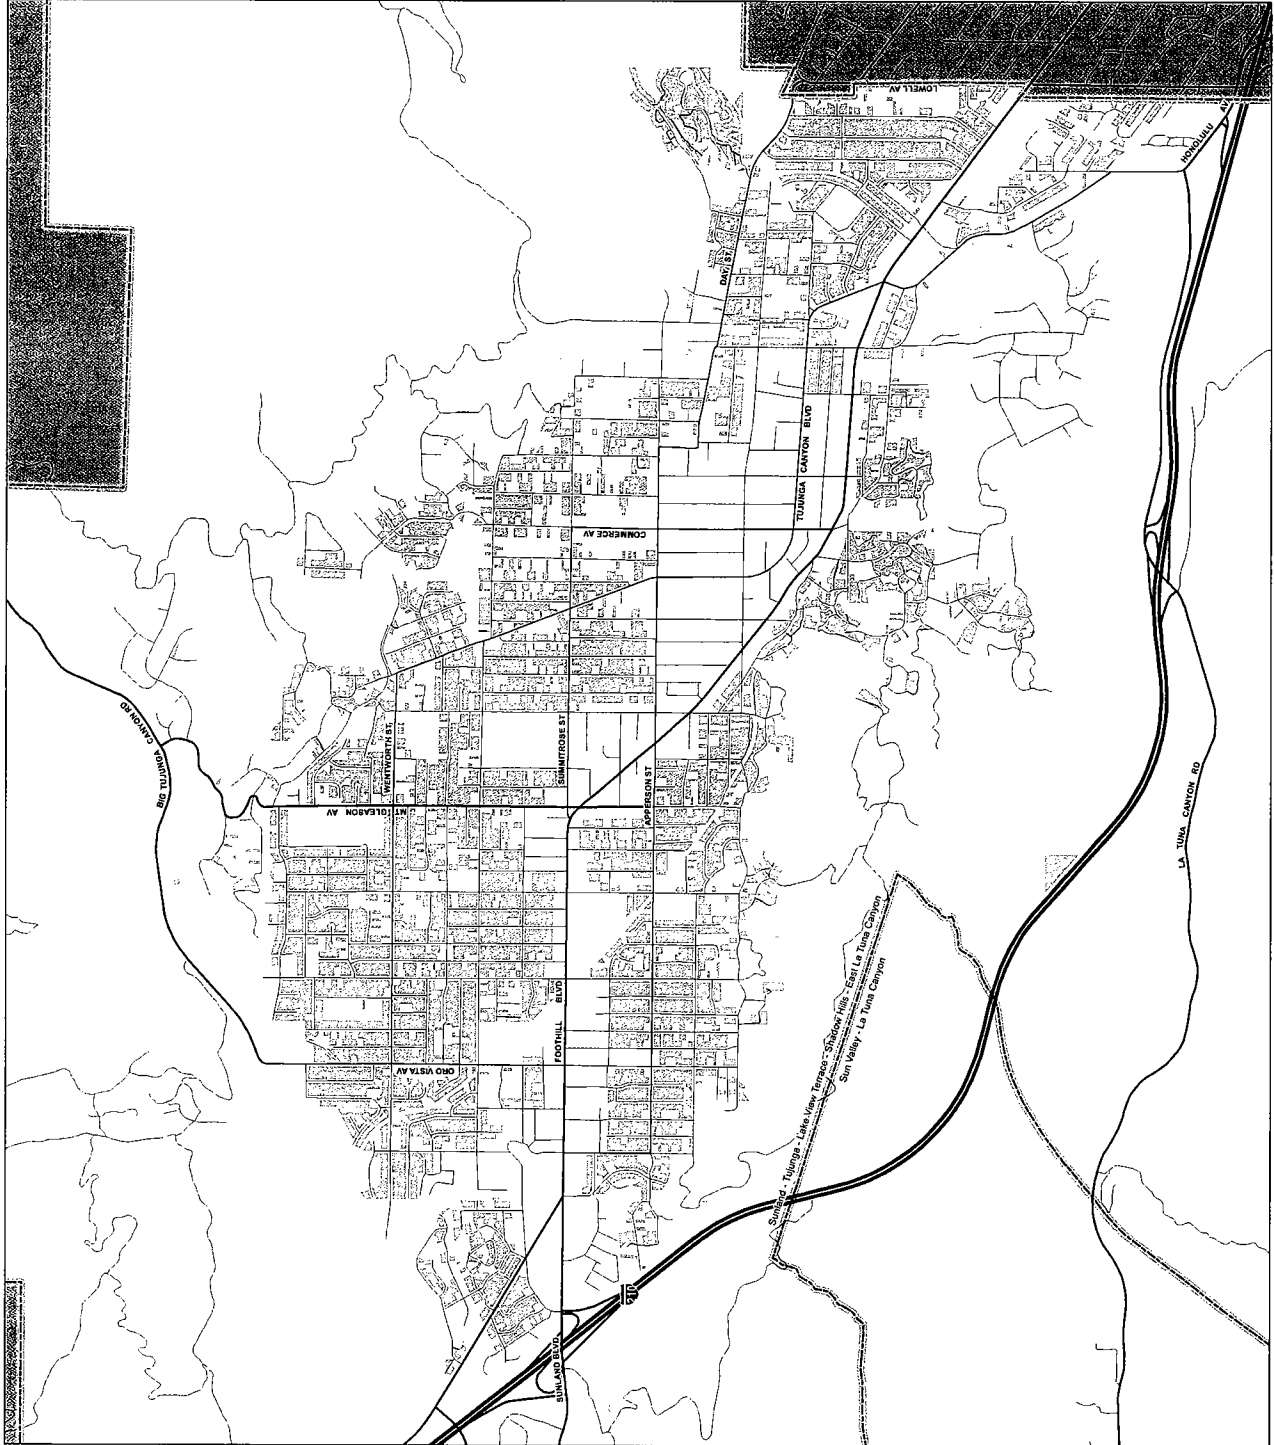 LOWELL AV
HONOLULU AV
DAY ST.
TUJUNGA CANYON BLVD
COMMERCE AV
BIG TUJUNGA CANYON RD
WENTWORTH ST.
SUMMITROSE ST
APPERSON ST
MT GLEASON AV
LA TUNA CANYON RD
FOOTHILL BLVD
ORO VISTA AV
Sunland - Tujunga - Lake View Terrace - Shadow Hills - East La Tuna Canyon
Sun Valley - La Tuna Canyon
SUNLAND BLVD